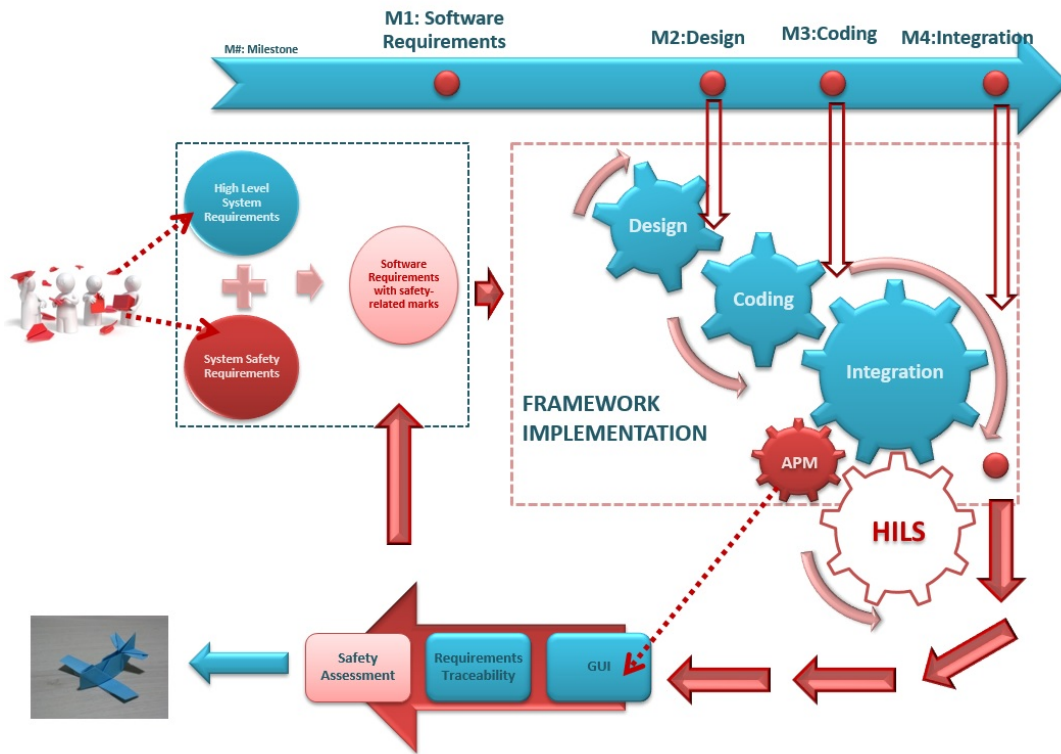 M1: Software
Requirements
M#: Milestone
M2:Design
M3:Coding
M4:Integration
High Level
System
Requirements
Software
Requirements
with safety-
related marks
System Safety
Requirements
Design
Coding
Integration
FRAMEWORK
IMPLEMENTATION
APM
HILS
Safety
Assessment
Requirements
Traceability
GUI